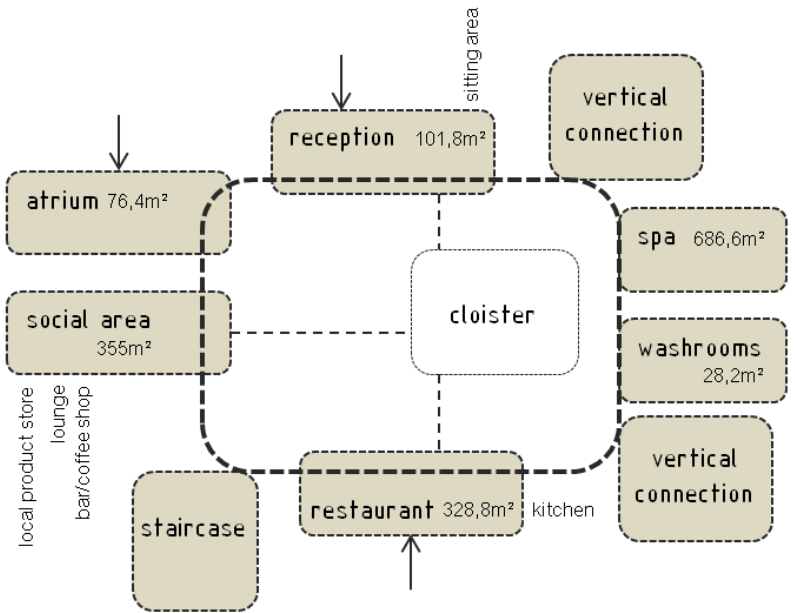 sitting area
vertical
connection
reception 101,8m²
atrium 76,4m²
spa 686,6m²
cloister
social area
355m²
washrooms
28,2m²
local product store
lounge
bar/coffee shop
vertical
connection
restaurant 328,8m²
kitchen
staircase